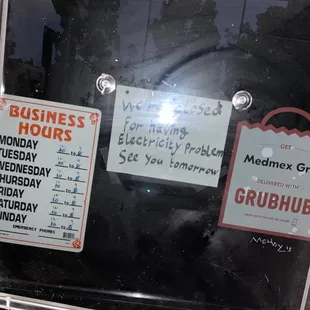 BUSINESS
HOURS
MONDAY
TUESDAY
WEDNESDAY
THURSDAY
FRIDAY
SATURDAY
SUNDAY
EMERGENCY PHONES
We are closed
For having
Electricity Problem
See you tomorrow
GET
Medmex Gr
DELIVERED WITH
GRUBHUB